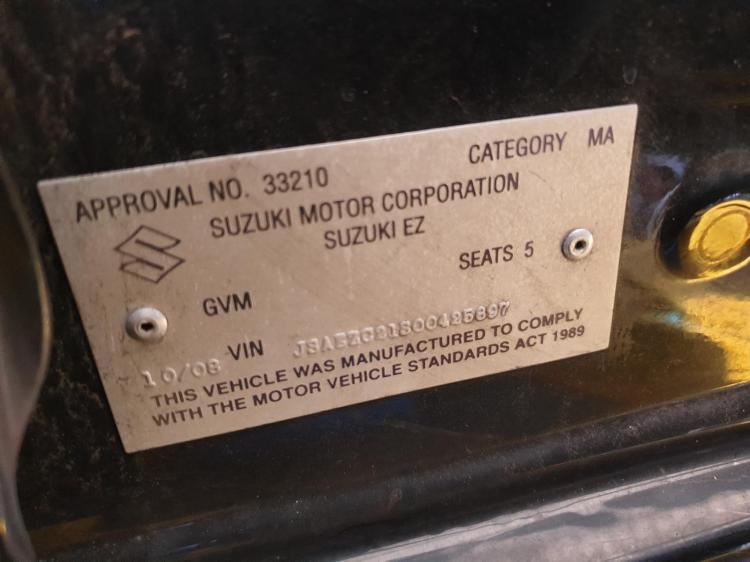 APPROVAL NO. 33210
CATEGORY MA
SUZUKI MOTOR CORPORATION
SUZUKI EZ
SEATS 5
GVM
10/08
VIN JSAEZC21S00425897
THIS VEHICLE WAS MANUFACTURED TO COMPLY
WITH THE MOTOR VEHICLE STANDARDS ACT 1989